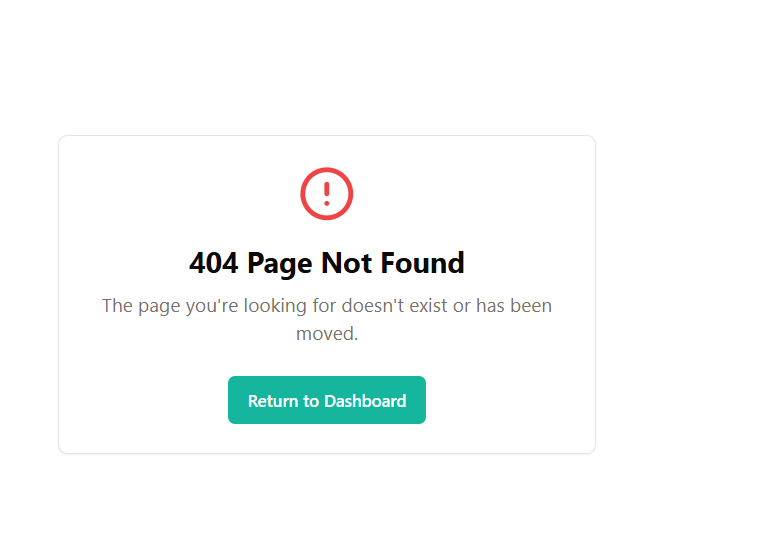 404 Page Not Found
The page you're looking for doesn't exist or has been
moved.
Return to Dashboard